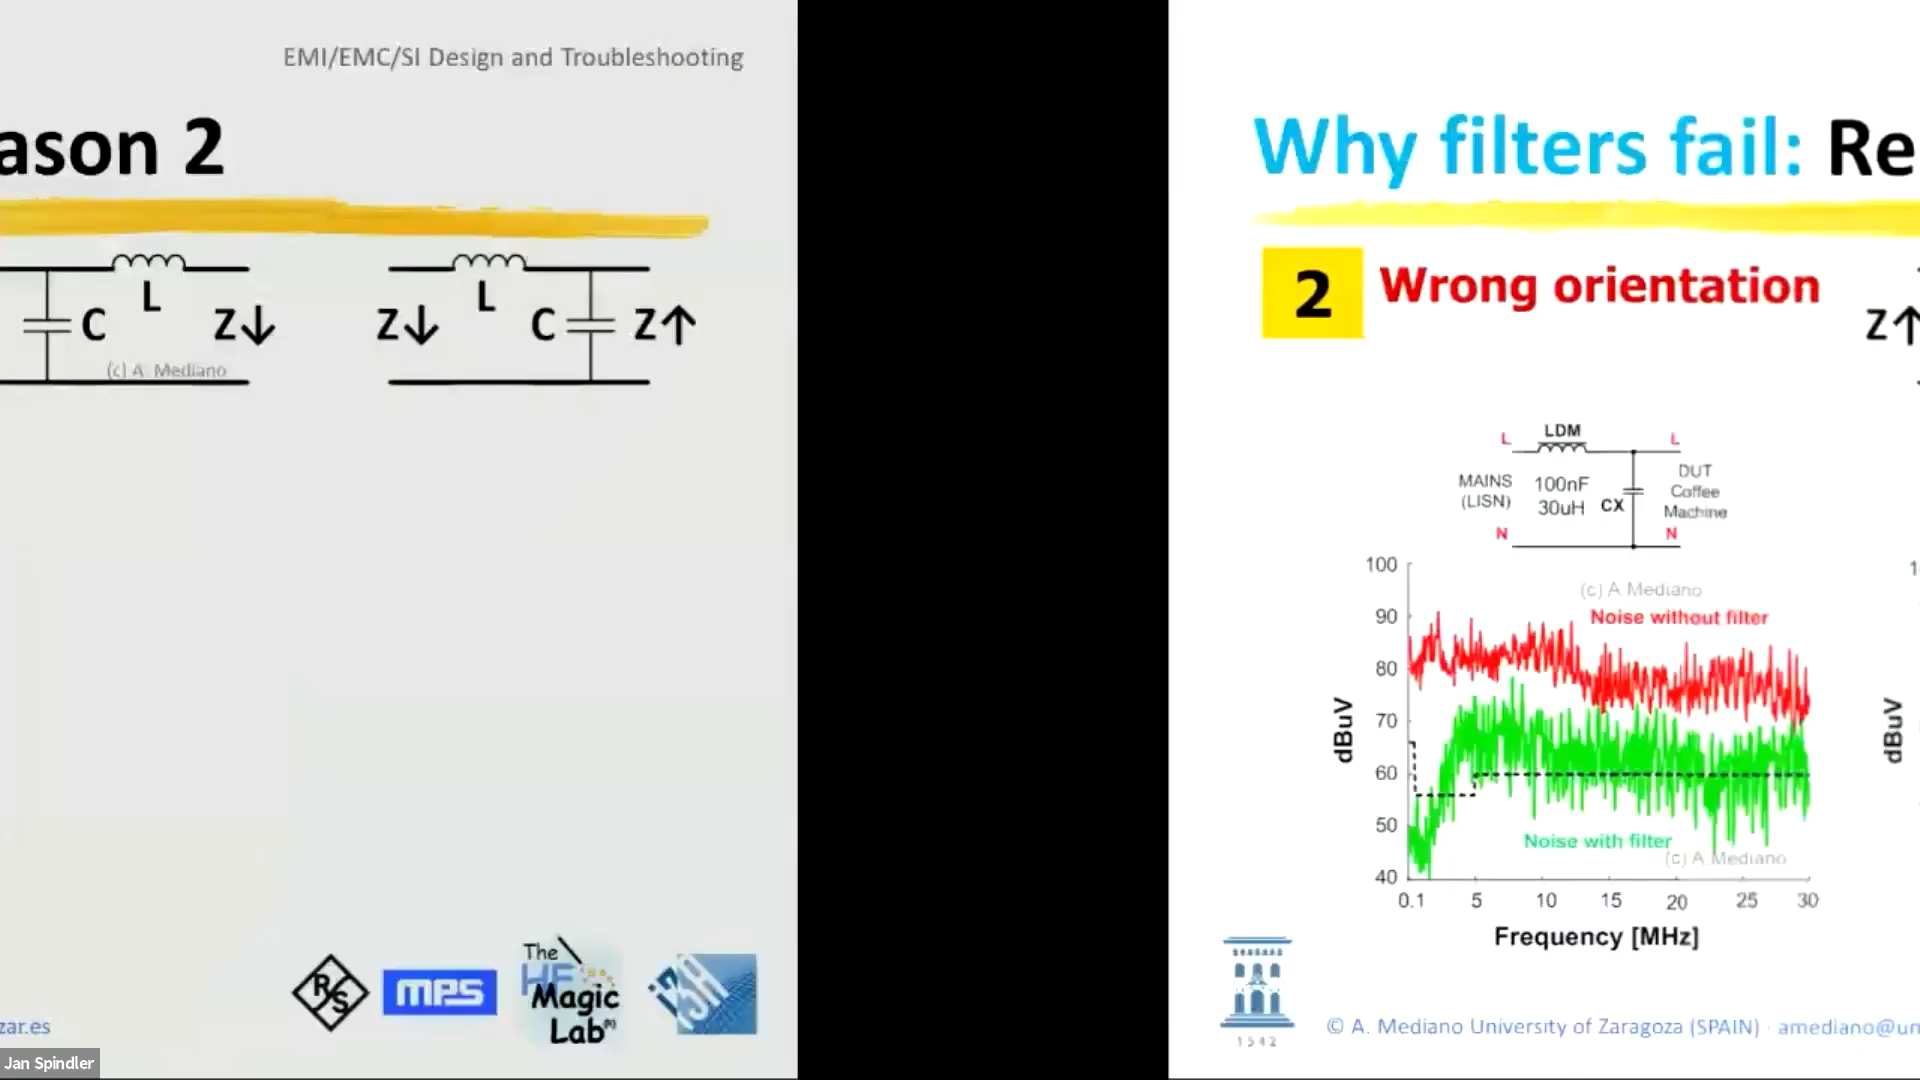 EMI/EMC/SI Design and Troubleshooting
ason 2
L
L
C
Z↓
Z↓
C
Z↑
(c) A. Mediano
R S
mps
The
HF
Magic
Lab(R)
zar.es
Jan Spindler
Why filters fail: Re
2
Wrong orientation
Z↑
LDM
L
L
MAINS
(LISN)
100nF
30uH
CX
DUT
Coffee
Machine
N
N
100
90
80
70
60
50
40
dBuV
(c) A Mediano
Noise without filter
Noise with filter
(c) A Mediano
0.1 5 10 15 20 25 30
Frequency [MHz]
1
dBuV
1542
© A. Mediano University of Zaragoza (SPAIN) · amediano@un